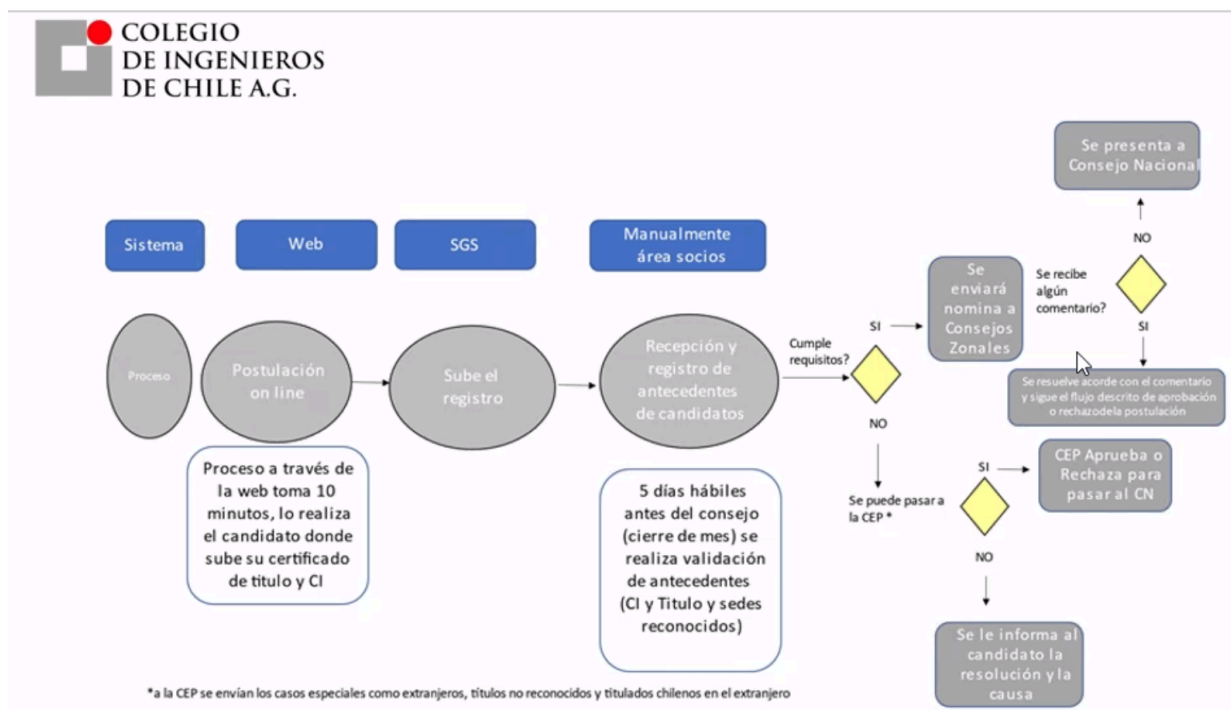 COLEGIO
DE INGENIEROS
DE CHILE A.G.
Sistema
Web
SGS
Manualmente
área socios
Proceso
Postulación
on line
Sube el
registro
Recepción y
registro de
antecedentes
de candidatos
Proceso a través de
la web toma 10
minutos, lo realiza
el candidato donde
sube su certificado
de titulo y CI
5 días hábiles
antes del consejo
(cierre de mes) se
realiza validación
de antecedentes
(CI y Titulo y sedes
reconocidos)
Cumple
requisitos?
SI
Se
enviará
nomina a
Consejos
Zonales
Se recibe
algún
comentario?
NO
Se presenta a
Consejo Nacional
SI
Se resuelve acorde con el comentario
y sigue el flujo descrito de aprobación
o rechazodela postulación
NO
Se puede pasar a
la CEP *
SI
CEP Aprueba o
Rechaza para
pasar al CN
NO
Se le informa al
candidato la
resolución y la
causa
*a la CEP se envían los casos especiales como extranjeros, títulos no reconocidos y titulados chilenos en el extranjero